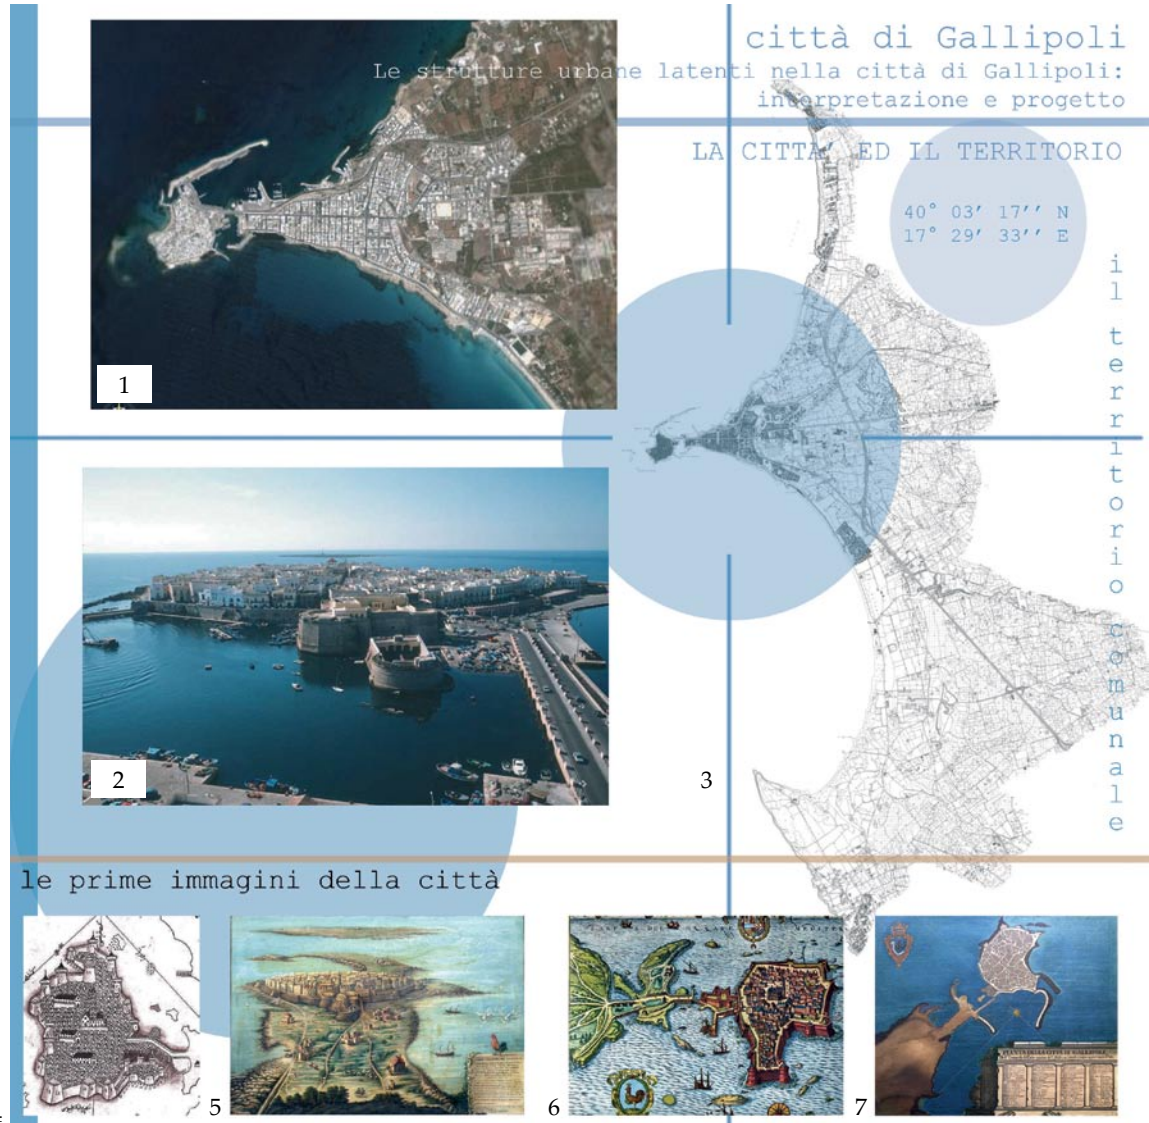 città di Gallipoli
Le strutture urbane latenti nella città di Gallipoli:
interpretazione e progetto
LA CITTA' ED IL TERRITORIO
40° 03' 17'' N
17° 29' 33'' E
il territorio comunale
1
2
3
le prime immagini della città
5
6
7